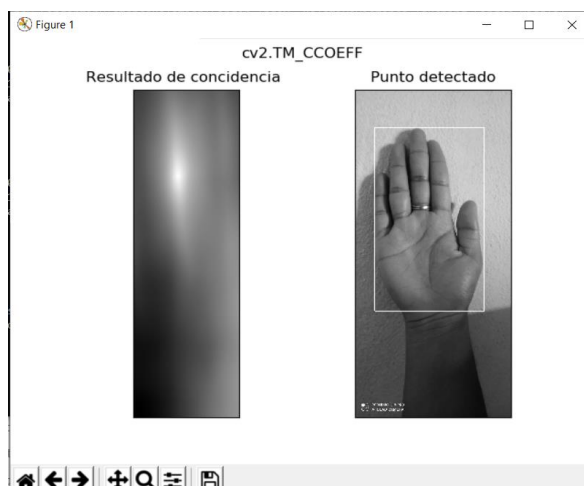 Figure 1
cv2.TM_CCOEFF
Resultado de concidencia
Punto detectado